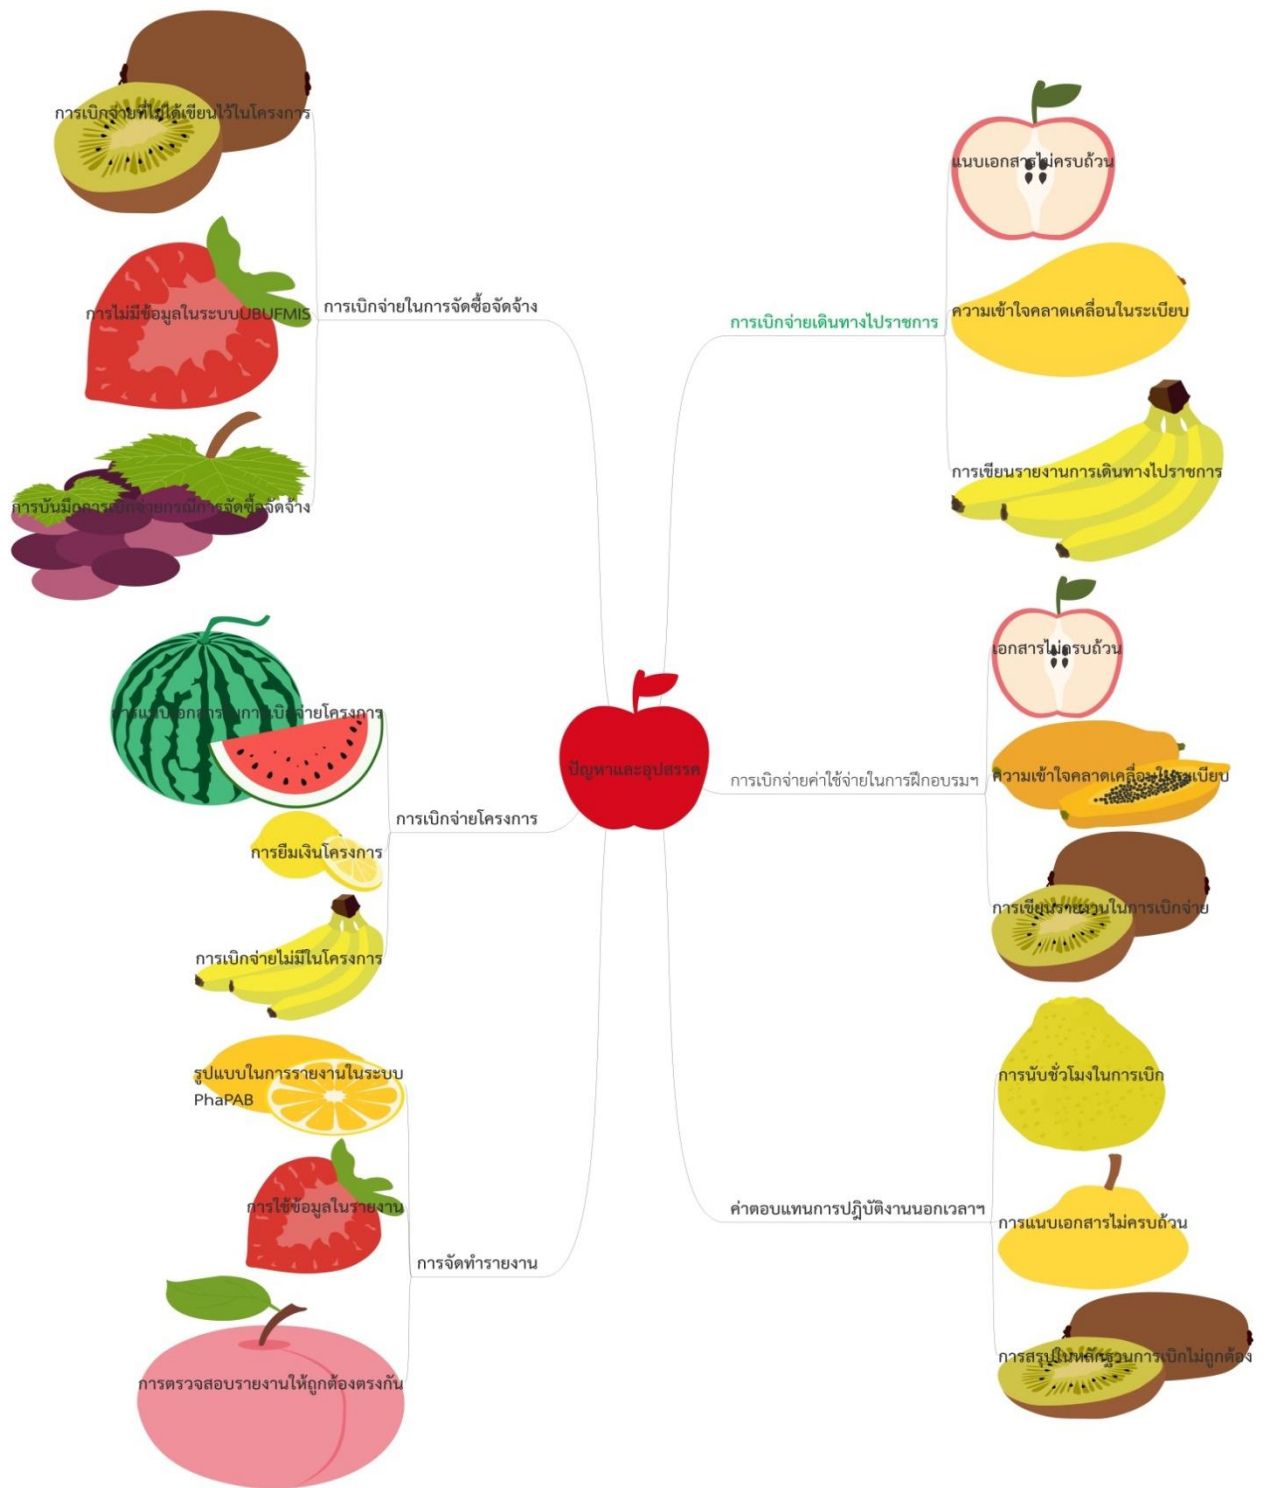 การเบิกจ่ายที่ไม่ได้เขียนไว้ในโครงการ
การไม่มีข้อมูลในระบบUBUFMIS
การบันมึกการเบิกจ่ายกรณีการจัดซื้อจัดจ้าง
การเบิกจ่ายในการจัดซื้อจัดจ้าง
การแนบเอกสารในการเบิกจ่ายโครงการ
การยืมเงินโครงการ
การเบิกจ่ายไม่มีในโครงการ
การเบิกจ่ายโครงการ
รูปแบบในการรายงานในระบบ
PhaPAB
การใช้ข้อมูลในรายงาน
การตรวจสอบรายงานให้ถูกต้องตรงกัน
การจัดทำรายงาน
ปัญหาและอุปสรรค
การเบิกจ่ายเดินทางไปราชการ
แนบเอกสารไม่ครบถ้วน
ความเข้าใจคลาดเคลื่อนในระเบียบ
การเขียนรายงานการเดินทางไปราชการ
การเบิกจ่ายค่าใช้จ่ายในการฝึกอบรมฯ
เอกสารไม่ครบถ้วน
ความเข้าใจคลาดเคลื่อนในระเบียบ
การเขียนรายงานในการเบิกจ่าย
ค่าตอบแทนการปฎิบัติงานนอกเวลาฯ
การนับชั่วโมงในการเบิก
การแนบเอกสารไม่ครบถ้วน
การสรุปในหลักฐานการเบิกไม่ถูกต้อง